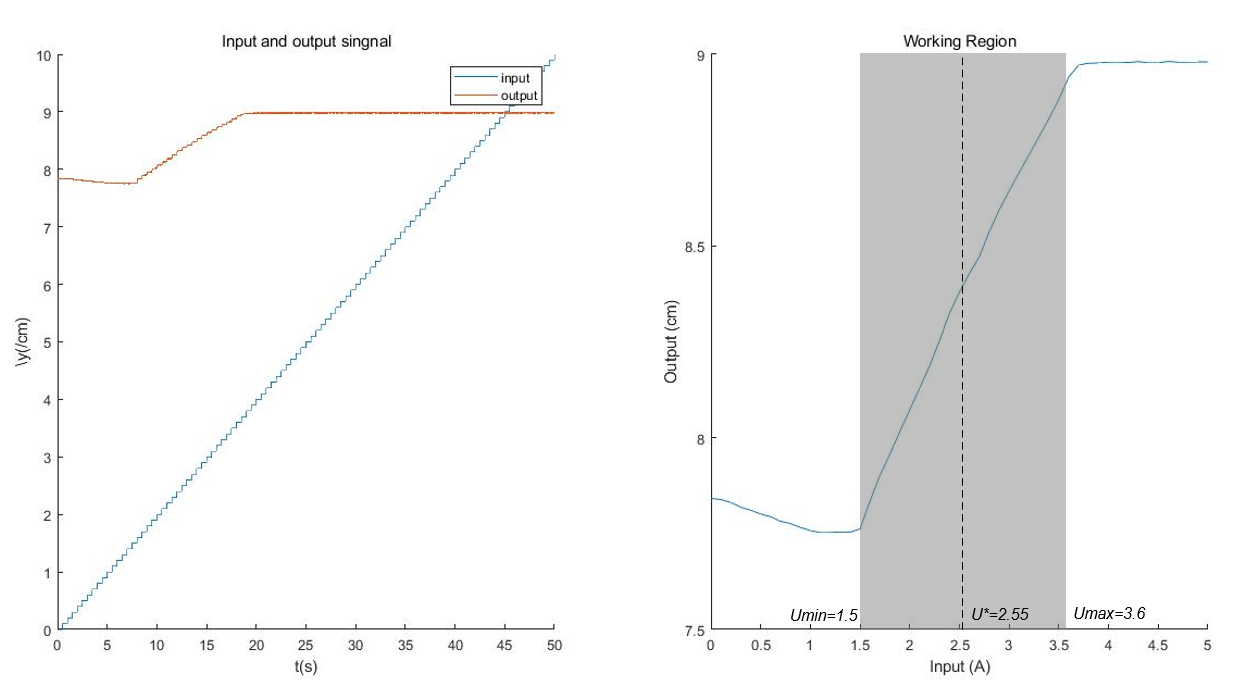 Input and output singnal
10
9
8
7
6
5
4
3
2
1
0
\y(/cm)
input
output
0 5 10 15 20 25 30 35 40 45 50
t(s)
Working Region
9
8.5
8
7.5
Output (cm)
Umin=1.5 U*=2.55 Umax=3.6
0 0.5 1 1.5 2 2.5 3 3.5 4 4.5 5
Input (A)